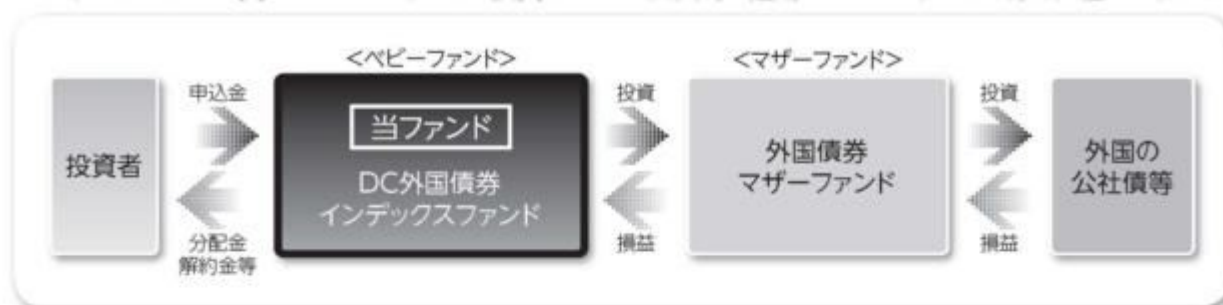 <ベビーファンド>
<マザーファンド>
投資者
申込金
分配金
解約金等
当ファンド
DC外国債券
インデックスファンド
投資
損益
外国債券
マザーファンド
投資
損益
外国の
公社債等